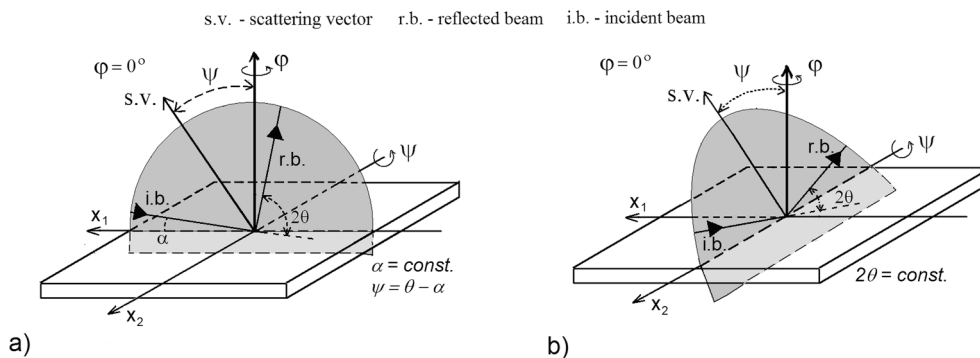 s.v. - scattering vector r.b. - reflected beam i.b. - incident beam
φ = 0°
ψ
φ
s.v.
r.b.
ψ
i.b.
2θ
x₁
α
α = const.
ψ = θ - α
x₂
a)
φ = 0°
ψ
φ
s.v.
r.b.
ψ
2θ
x₁
i.b.
2θ = const.
x₂
b)